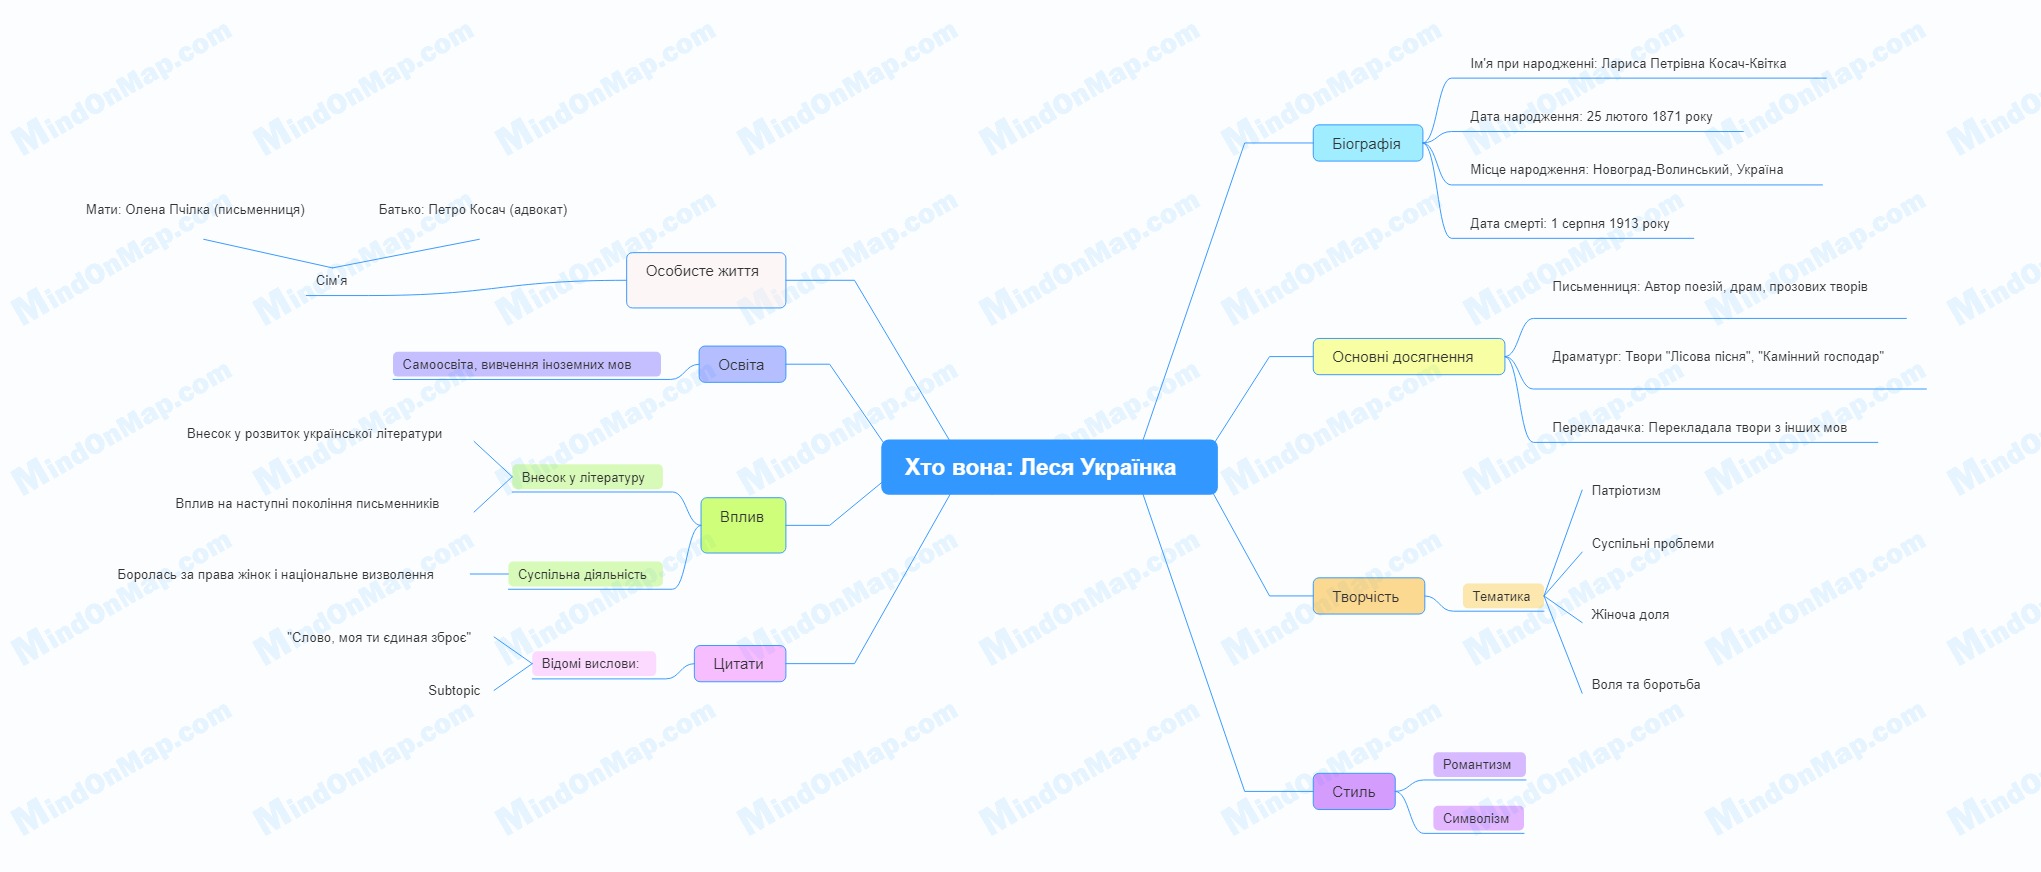 Хто вона: Леся Українка
Біографія
Ім'я при народженні: Лариса Петрівна Косач-Квітка
Дата народження: 25 лютого 1871 року
Місце народження: Новоград-Волинський, Україна
Дата смерті: 1 серпня 1913 року
Основні досягнення
Письменниця: Автор поезій, драм, прозових творів
Драматург: Твори "Лісова пісня", "Камінний господар"
Перекладачка: Перекладала твори з інших мов
Творчість
Тематика
Патріотизм
Суспільні проблеми
Жіноча доля
Воля та боротьба
Стиль
Романтизм
Символізм
Особисте життя
Сім'я
Мати: Олена Пчілка (письменниця)
Батько: Петро Косач (адвокат)
Освіта
Самоосвіта, вивчення іноземних мов
Вплив
Внесок у літературу
Внесок у розвиток української літератури
Вплив на наступні покоління письменників
Суспільна діяльність
Боролась за права жінок і національне визволення
Цитати
Відомі вислови:
"Слово, моя ти єдиная зброє"
Subtopic
MindOnMap.com